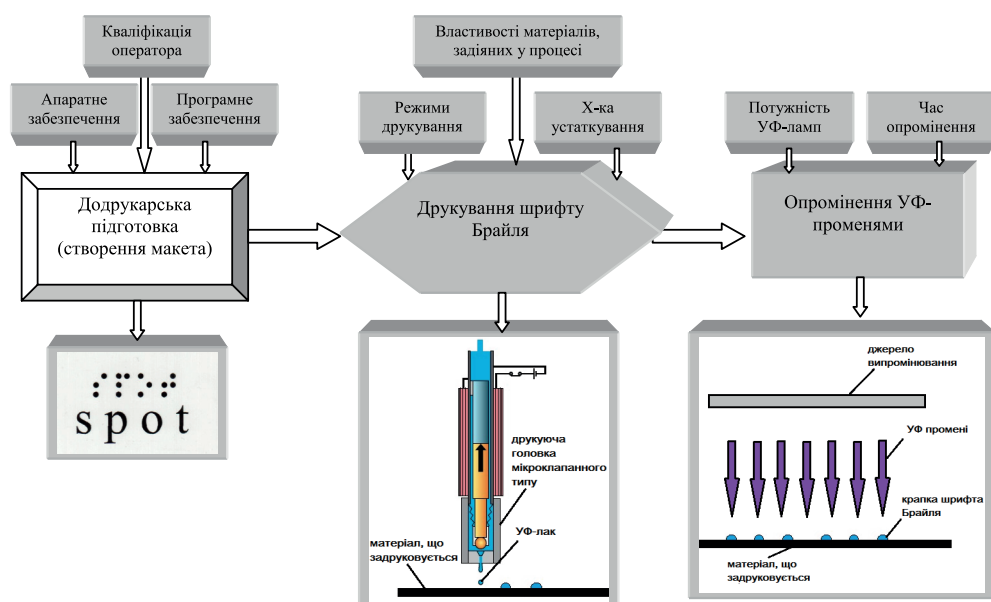 Кваліфікація
оператора
Апаратне
забезпечення
Програмне
забезпечення
Додрукарська
підготовка
(створення макета)
⠎⠏⠕⠞
spot
Властивості матеріалів,
задіяних у процесі
Режими
друкування
Х-ка
устаткування
Друкування шрифту
Брайля
друкуюча
головка
мікроклапанного
типу
УФ-лак
матеріал, що
задруковується
Потужність
УФ-ламп
Час
опромінення
Опромінення УФ-
променями
джерело
випромінювання
УФ промені
крапка шрифта
Брайля
матеріал, що
задруковується